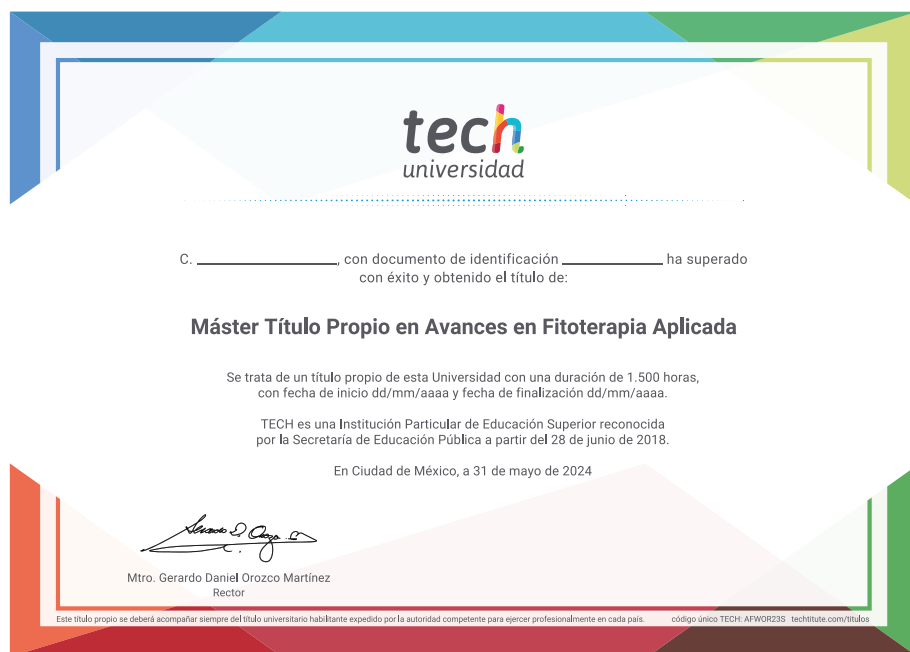 tech
universidad
C. ____________, con documento de identificación ____________ ha superado
con éxito y obtenido el título de:
Máster Título Propio en Avances en Fitoterapia Aplicada
Se trata de un título propio de esta Universidad con una duración de 1.500 horas,
con fecha de inicio dd/mm/aaaa y fecha de finalización dd/mm/aaaa.
TECH es una Institución Particular de Educación Superior reconocida
por la Secretaría de Educación Pública a partir del 28 de junio de 2018.
En Ciudad de México, a 31 de mayo de 2024
Mtro. Gerardo Daniel Orozco Martínez
Rector
Este título propio se deberá acompañar siempre del título universitario habilitante expedido por la autoridad competente para ejercer profesionalmente en cada país. código único TECH: AFWOR23S techtitute.com/titulos